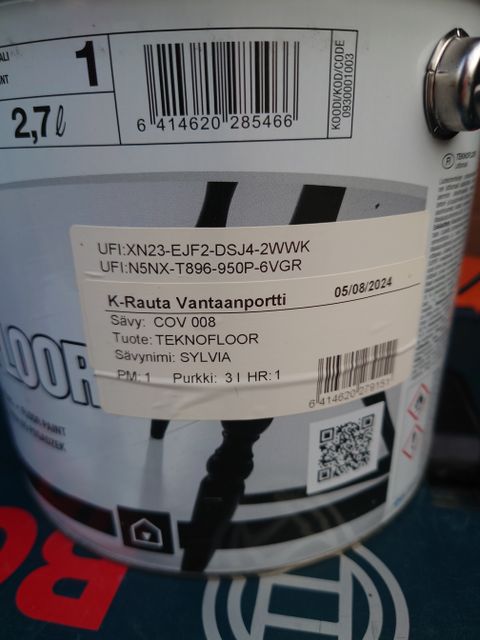 1
2,7 ℓ
6 414620 285466
KOODI/KOD/CODE
0930001003
UFI:XN23-EJF2-DSJ4-2WWK
UFI:N5NX-T896-950P-6VGR
K-Rauta Vantaanportti 05/08/2024
Sävy: COV 008
Tuote: TEKNOFLOOR
Sävynimi: SYLVIA
PM: 1 Purkki: 3 l HR: 1